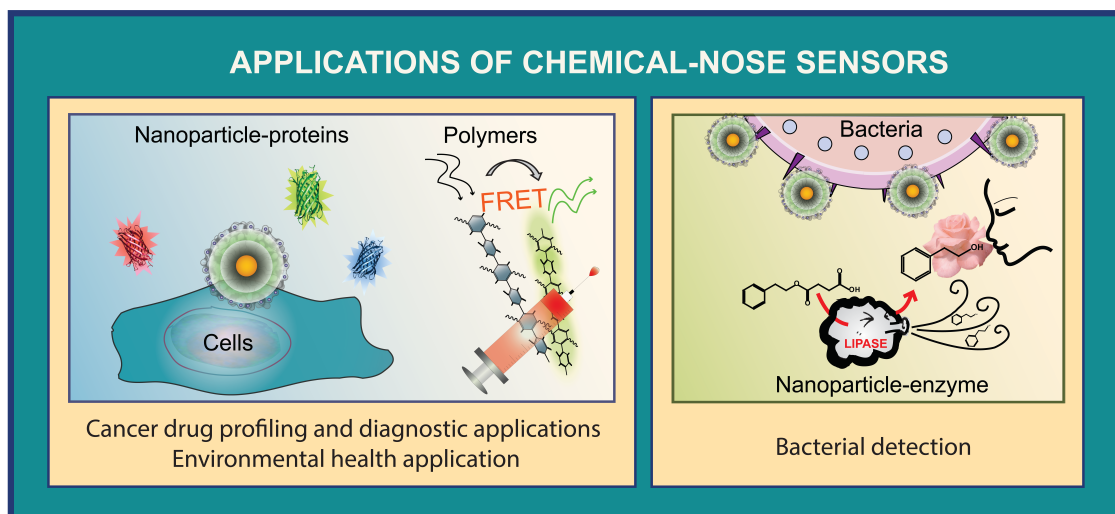 APPLICATIONS OF CHEMICAL-NOSE SENSORS
Nanoparticle-proteins
Polymers
FRET
Cells
Cancer drug profiling and diagnostic applications
Environmental health application
Bacteria
OH
O
O
O
OH
LIPASE
Nanoparticle-enzyme
Bacterial detection